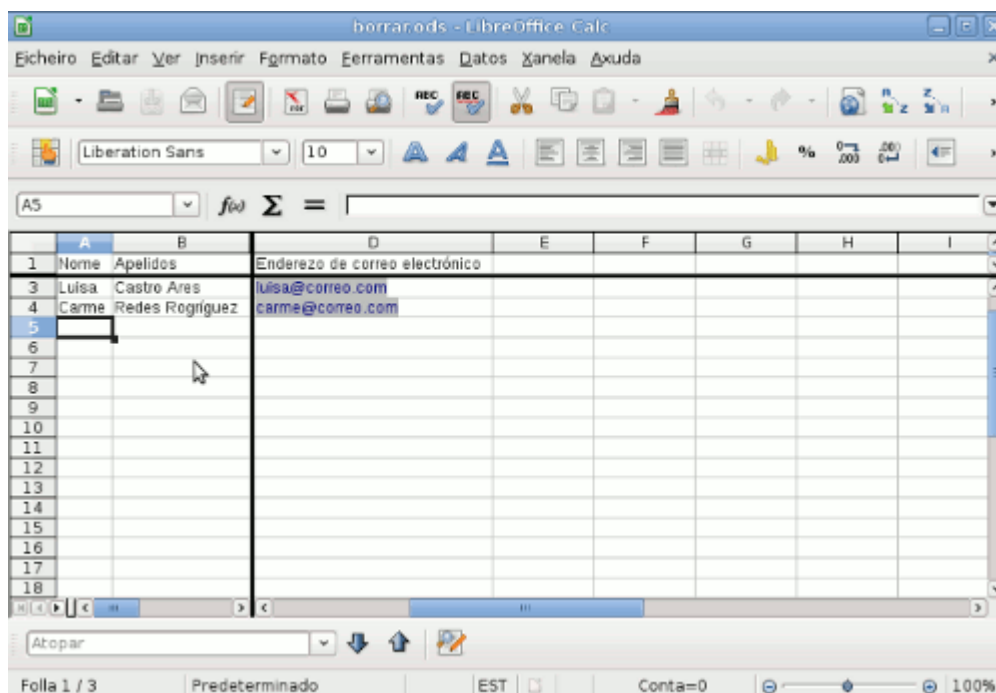 borrar.ods - LibreOffice Calc
Eicheiro Editar Ver Inserir Formato Eerramentas Datos Xanela Axuda
Liberation Sans 10
A5
A B D E F G H I
1 Nome Apelidos Enderezo de correo electrónico
3 Luisa Castro Ares luisa@correo.com
4 Carme Redes Rogríguez carme@correo.com
5
6
7
8
9
10
11
12
13
14
15
16
17
18
Atopar
Folla 1 / 3 Predeterminado EST Conta=0 100%